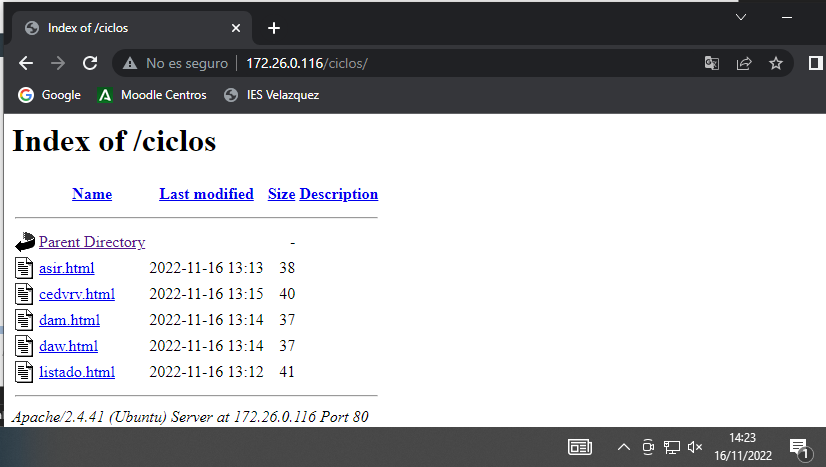 Index of /ciclos
No es seguro 172.26.0.116/ciclos/
Google Moodle Centros IES Velazquez
Index of /ciclos
Name Last modified Size Description
Parent Directory -
asir.html 2022-11-16 13:13 38
cedvrv.html 2022-11-16 13:15 40
dam.html 2022-11-16 13:14 37
daw.html 2022-11-16 13:14 37
listado.html 2022-11-16 13:12 41
Apache/2.4.41 (Ubuntu) Server at 172.26.0.116 Port 80
14:23
16/11/2022
1